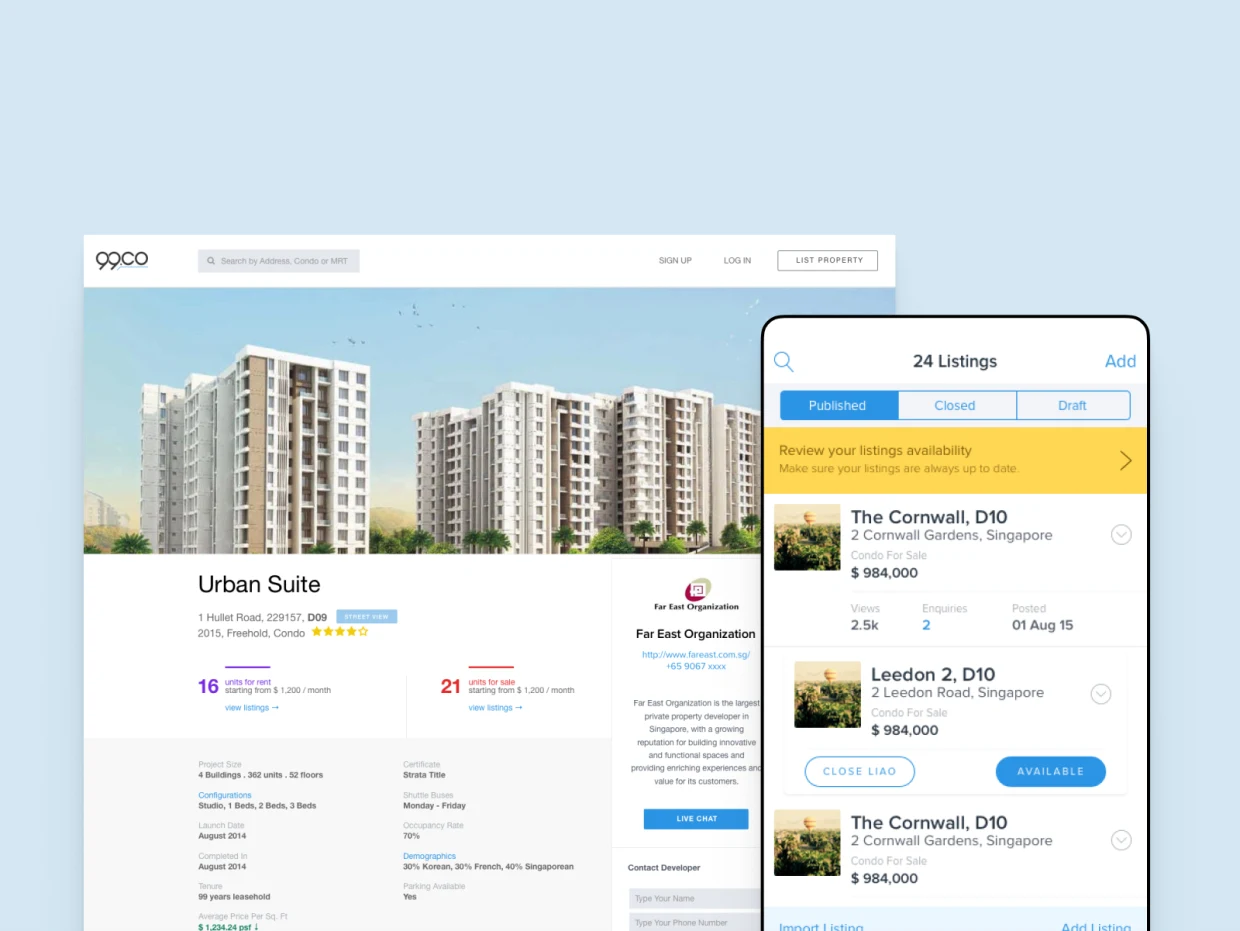 99.CO
Search by Address, Condo or MRT
SIGN UP
LOG IN
LIST PROPERTY
Urban Suite
1 Hullet Road, 229157, D09
STREET VIEW
2015, Freehold, Condo
16
units for rent
starting from $ 1,200 / month
view listings →
21
units for sale
starting from $ 1,200 / month
view listings →
Project Size
4 Buildings . 362 units . 52 floors
Configurations
Studio, 1 Beds, 2 Beds, 3 Beds
Launch Date
August 2014
Completed In
August 2014
Tenure
99 years leasehold
Average Price Per Sq. Ft
$ 1,234.24 psf ↓
Certificate
Strata Title
Shuttle Buses
Monday - Friday
Occupancy Rate
70%
Demographics
30% Korean, 30% French, 40% Singaporean
Parking Available
Yes
Far East Organization
Far East Organization
http://www.fareast.com.sg/
+65 9067 xxxx
Far East Organization is the largest
private property developer in
Singapore, with a growing
reputation for building innovative
and functional spaces and
providing enriching experiences and
value for its customers.
LIVE CHAT
Contact Developer
Type Your Name
Type Your Phone Number
24 Listings
Add
Published
Closed
Draft
Review your listings availability
Make sure your listings are always up to date.
The Cornwall, D10
2 Cornwall Gardens, Singapore
Condo For Sale
$ 984,000
Views
2.5k
Enquiries
2
Posted
01 Aug 15
Leedon 2, D10
2 Leedon Road, Singapore
Condo For Sale
$ 984,000
CLOSE LIAO
AVAILABLE
The Cornwall, D10
2 Cornwall Gardens, Singapore
Condo For Sale
$ 984,000
Import Listing
Add Listing